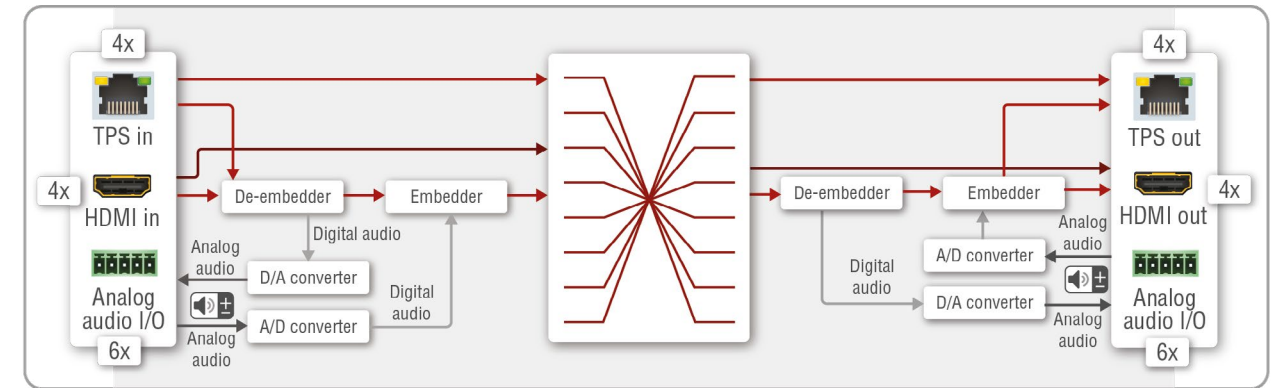 4x
TPS in
4x
HDMI in
Analog
audio I/O
6x
De-embedder
Embedder
Digital audio
Analog
audio
D/A converter
Digital
audio
A/D converter
Analog
audio
De-embedder
Embedder
Analog
audio
A/D converter
Digital
audio
D/A converter
Analog
audio
4x
TPS out
HDMI out
4x
Analog
audio I/O
6x